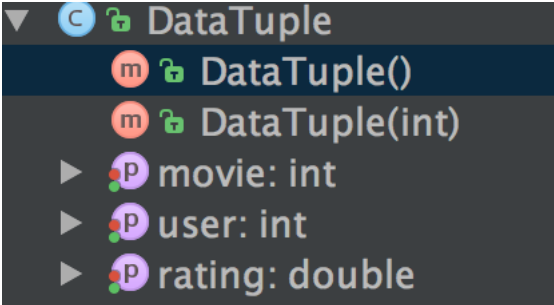 C DataTuple
m DataTuple()
m DataTuple(int)
p movie: int
p user: int
p rating: double